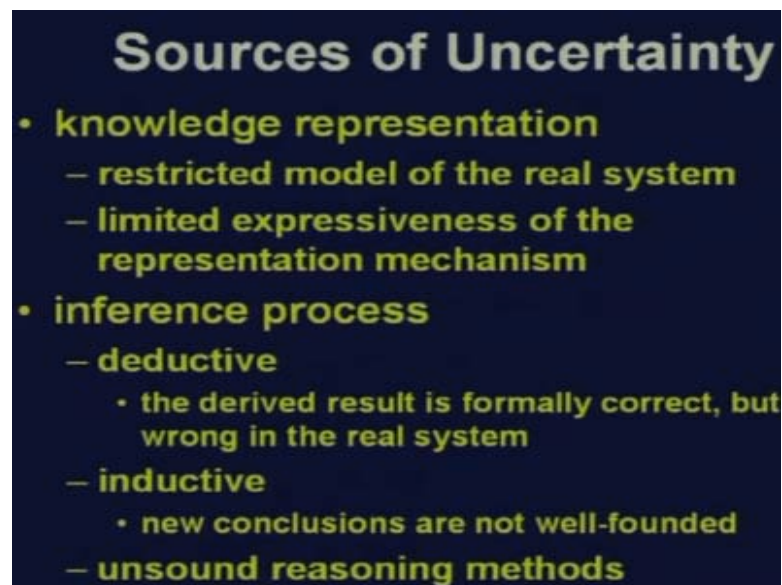 Sources of Uncertainty
• knowledge representation
– restricted model of the real system
– limited expressiveness of the
representation mechanism
• inference process
– deductive
• the derived result is formally correct, but
wrong in the real system
– inductive
• new conclusions are not well-founded
– unsound reasoning methods